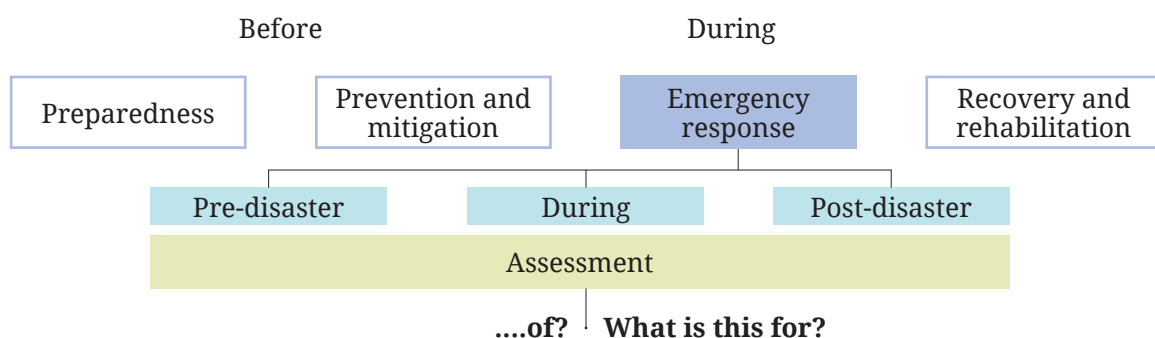 Before
During
Preparedness
Prevention and
mitigation
Emergency
response
Recovery and
rehabilitation
Pre-disaster
During
Post-disaster
Assessment
....of?
What is this for?